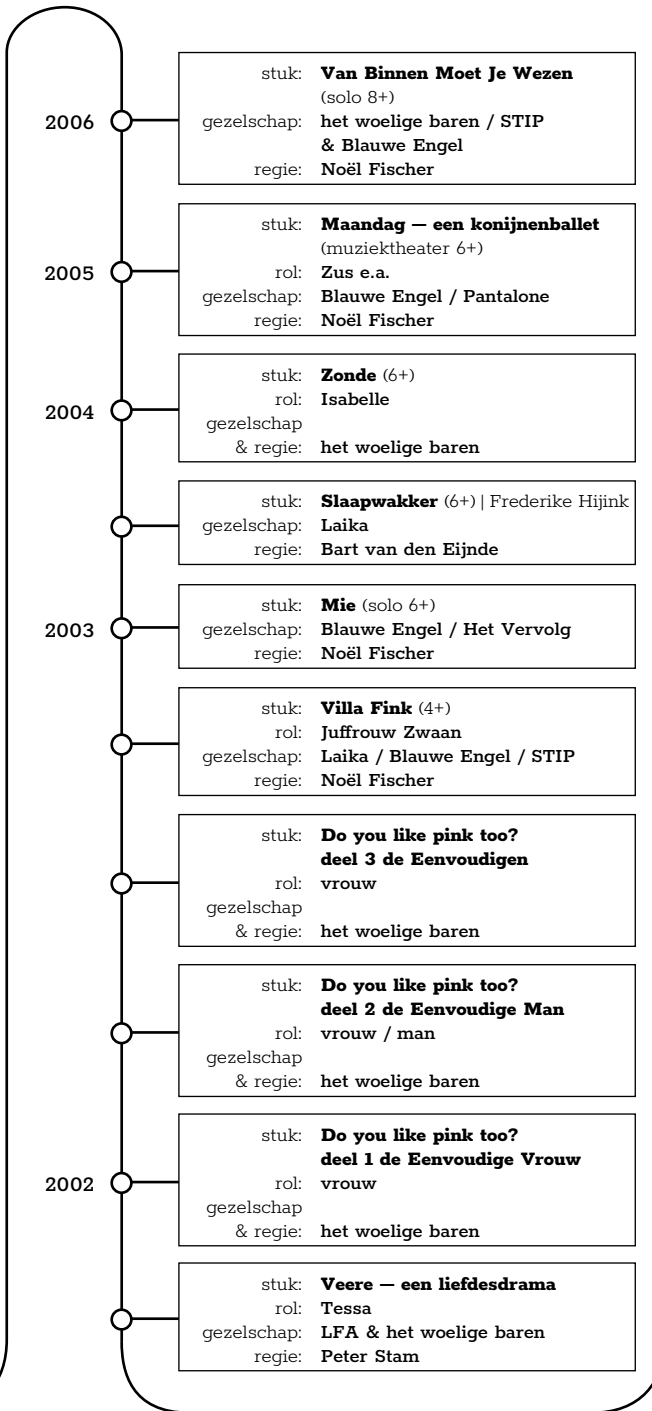 stuk: Van Binnen Moet Je Wezen
(solo 8+)
2006 gezelschap: het woelige baren / STIP
& Blauwe Engel
regie: Noël Fischer
stuk: Maandag — een konijnenballet
(muziektheater 6+)
2005 rol: Zus e.a.
gezelschap: Blauwe Engel / Pantalone
regie: Noël Fischer
stuk: Zonde (6+)
2004 rol: Isabelle
gezelschap
& regie: het woelige baren
stuk: Slaapwakker (6+) | Frederike Hijink
gezelschap: Laika
regie: Bart van den Eijnde
stuk: Mie (solo 6+)
2003 gezelschap: Blauwe Engel / Het Vervolg
regie: Noël Fischer
stuk: Villa Fink (4+)
rol: Juffrouw Zwaan
gezelschap: Laika / Blauwe Engel / STIP
regie: Noël Fischer
stuk: Do you like pink too?
deel 3 de Eenvoudigen
rol: vrouw
gezelschap
& regie: het woelige baren
stuk: Do you like pink too?
deel 2 de Eenvoudige Man
rol: vrouw / man
gezelschap
& regie: het woelige baren
stuk: Do you like pink too?
deel 1 de Eenvoudige Vrouw
2002 rol: vrouw
gezelschap
& regie: het woelige baren
stuk: Veere — een liefdesdrama
rol: Tessa
gezelschap: LFA & het woelige baren
regie: Peter Stam